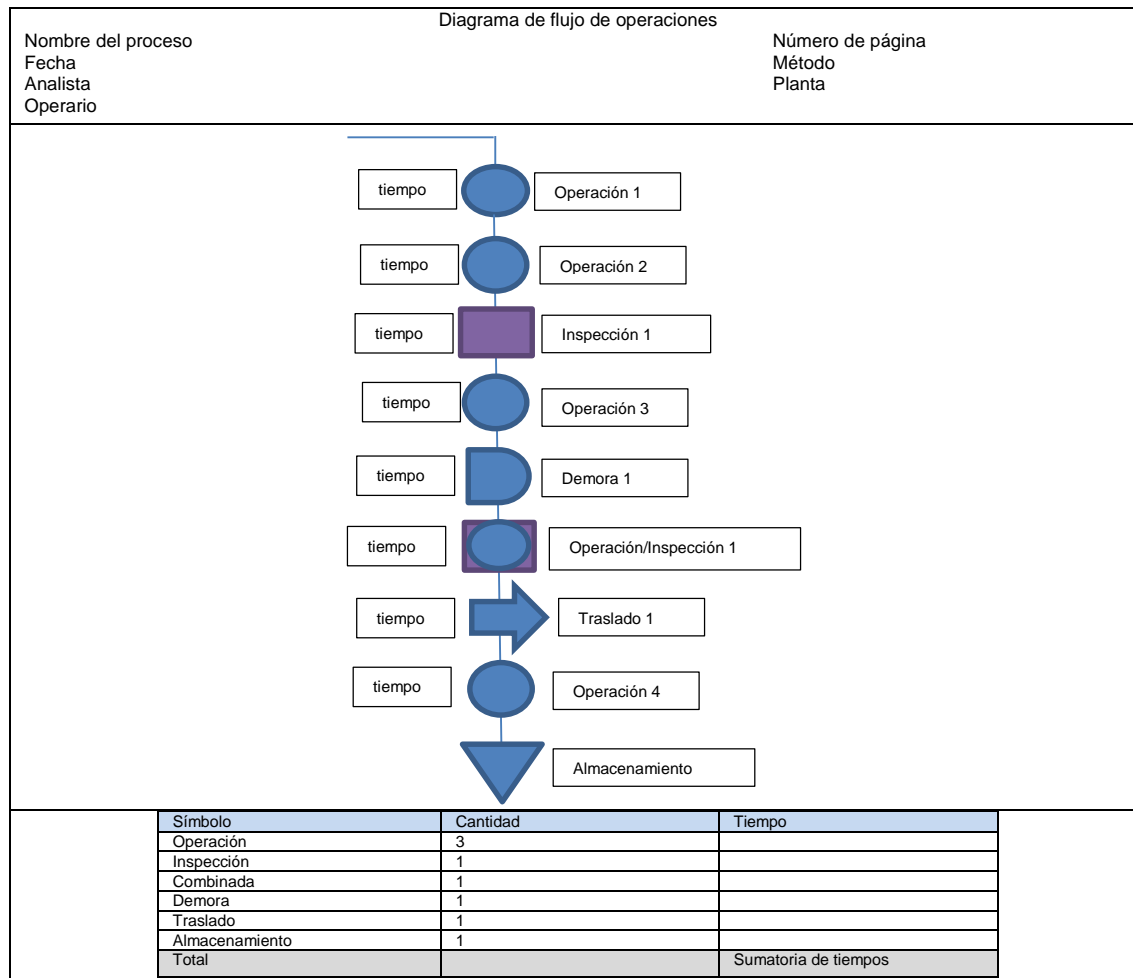 Diagrama de flujo de operaciones
Nombre del proceso Número de página
Fecha Método
Analista Planta
Operario
tiempo Operación 1
tiempo Operación 2
tiempo Inspección 1
tiempo Operación 3
tiempo Demora 1
tiempo Operación/Inspección 1
tiempo Traslado 1
tiempo Operación 4
Almacenamiento
Símbolo Cantidad Tiempo
Operación 3
Inspección 1
Combinada 1
Demora 1
Traslado 1
Almacenamiento 1
Total Sumatoria de tiempos